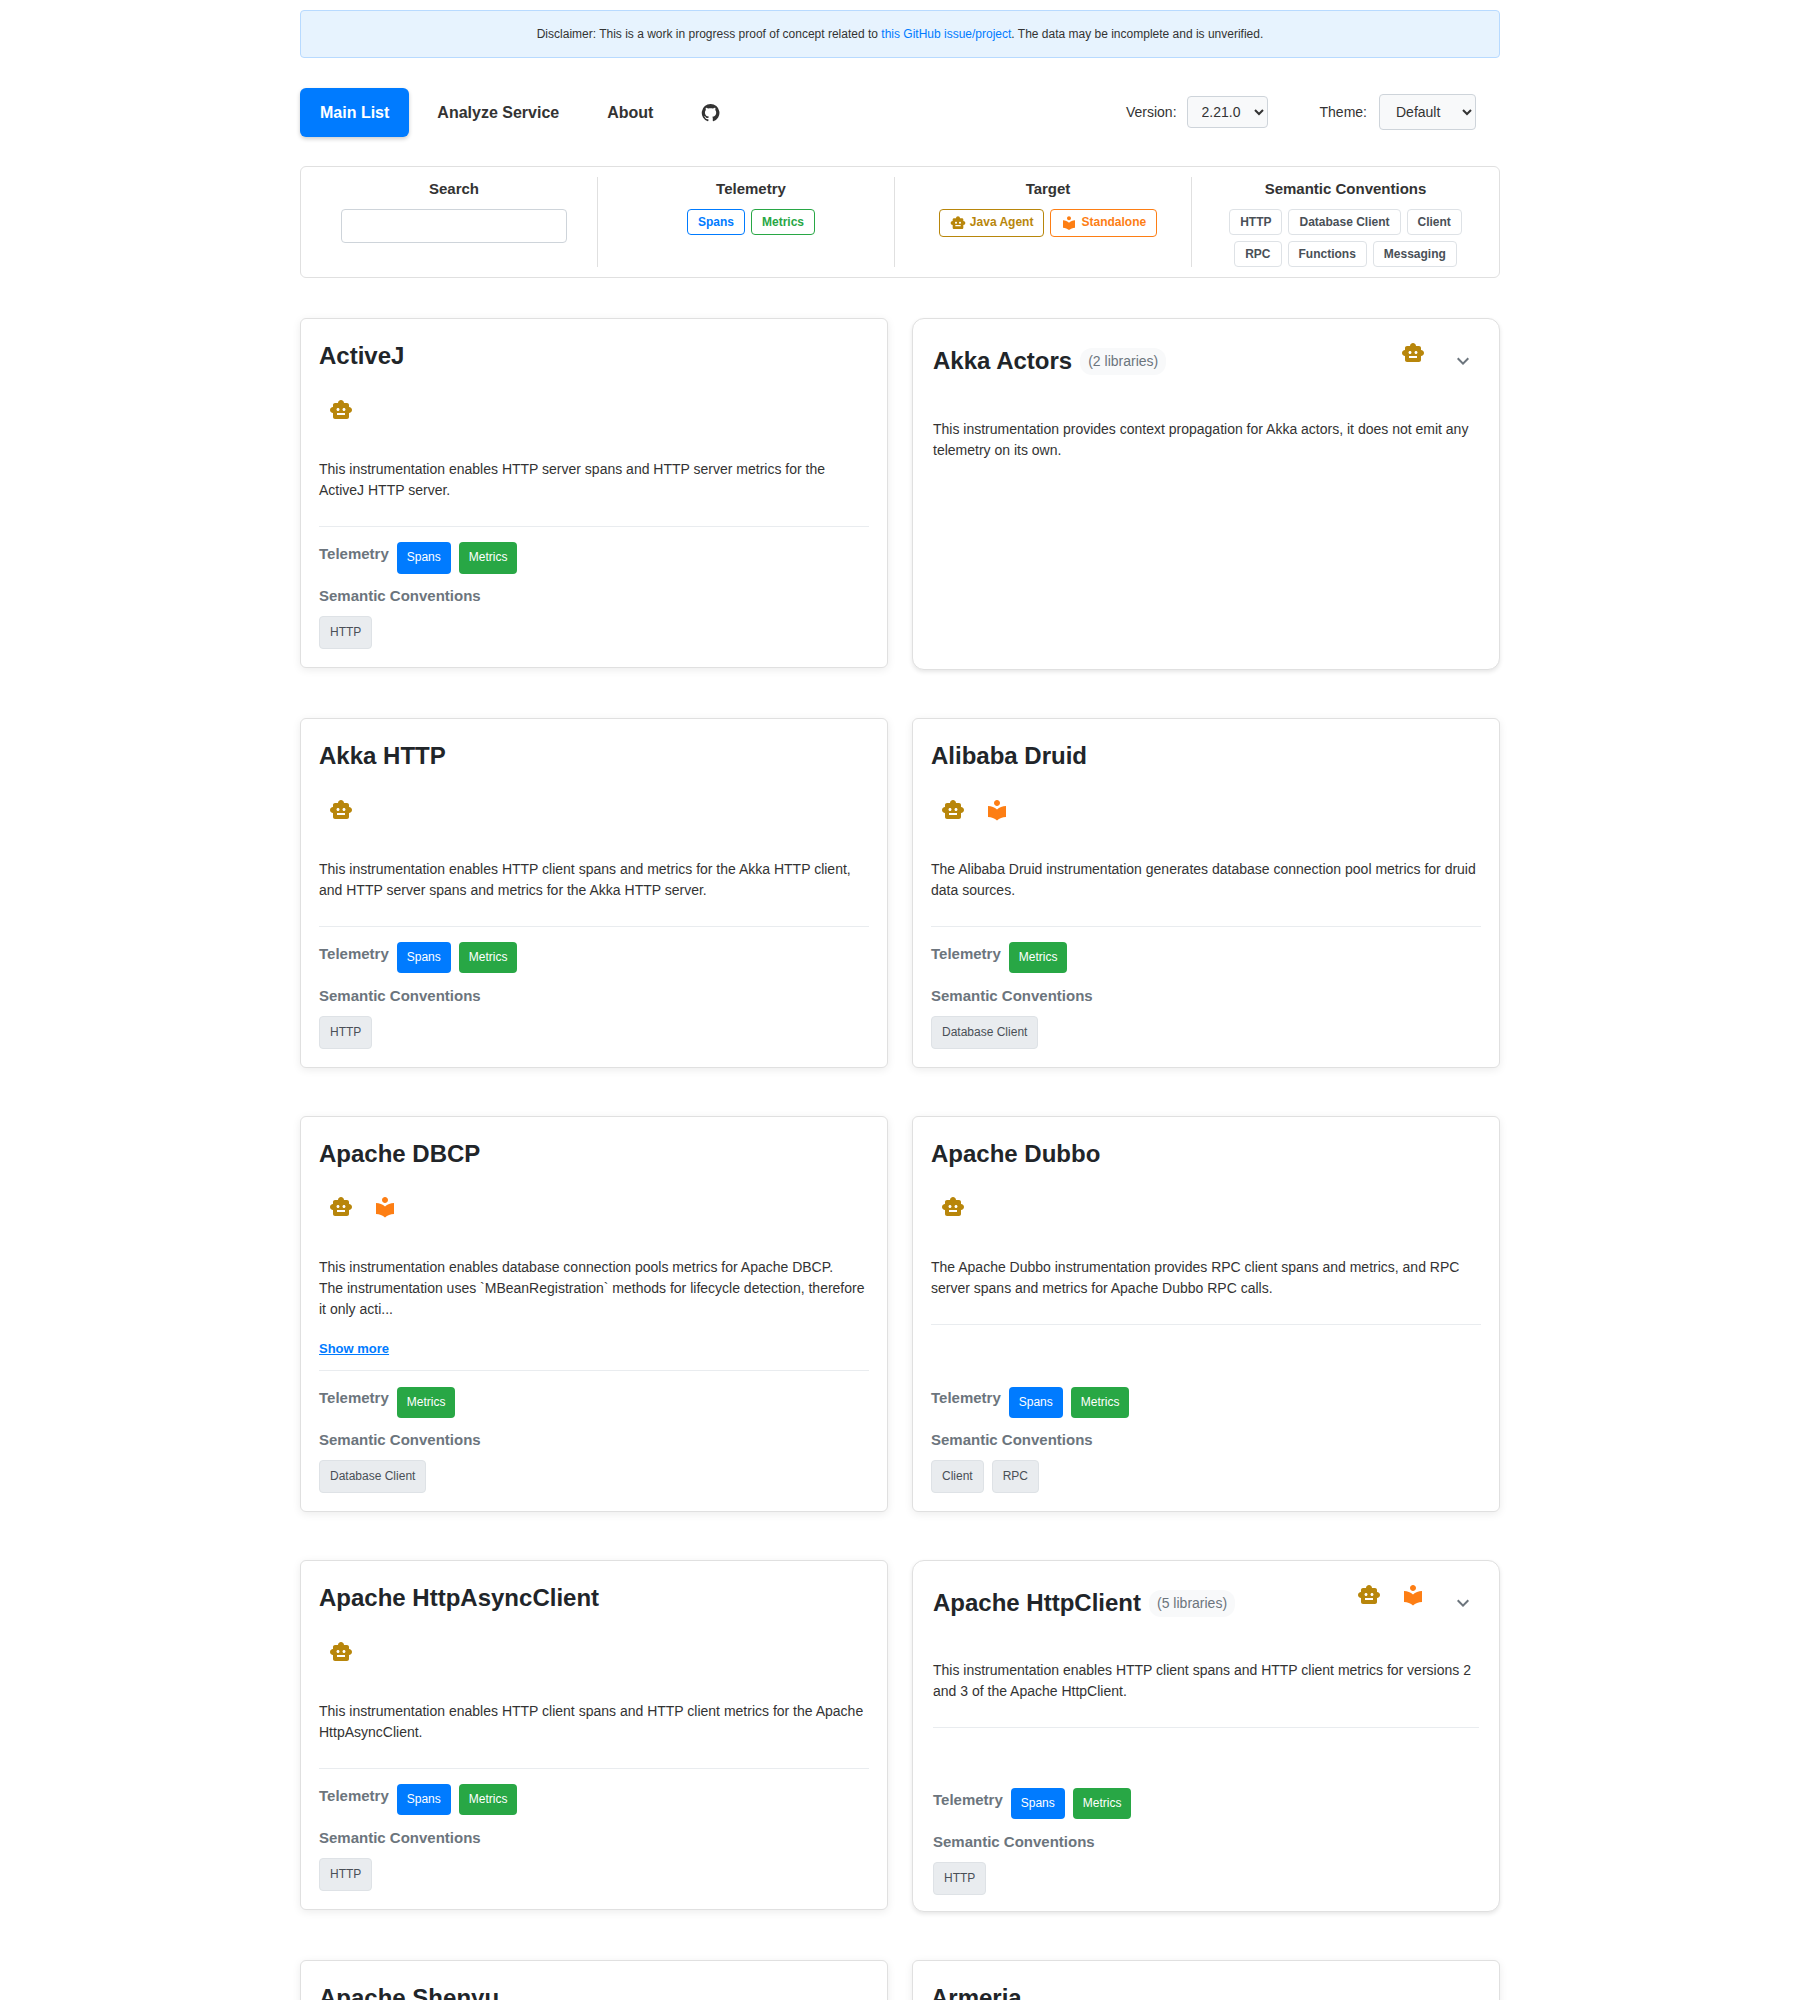 Disclaimer: This is a work in progress proof of concept related to this GitHub issue/project. The data may be incomplete and is unverified.
Main List
Analyze Service
About
Version: 2.21.0
Theme: Default
Search
Telemetry
Spans Metrics
Target
Java Agent Standalone
Semantic Conventions
HTTP Database Client Client
RPC Functions Messaging
ActiveJ
This instrumentation enables HTTP server spans and HTTP server metrics for the
ActiveJ HTTP server.
Telemetry Spans Metrics
Semantic Conventions
HTTP
Akka Actors (2 libraries)
This instrumentation provides context propagation for Akka actors, it does not emit any
telemetry on its own.
Akka HTTP
This instrumentation enables HTTP client spans and metrics for the Akka HTTP client,
and HTTP server spans and metrics for the Akka HTTP server.
Telemetry Spans Metrics
Semantic Conventions
HTTP
Alibaba Druid
The Alibaba Druid instrumentation generates database connection pool metrics for druid
data sources.
Telemetry Metrics
Semantic Conventions
Database Client
Apache DBCP
This instrumentation enables database connection pools metrics for Apache DBCP.
The instrumentation uses `MBeanRegistration` methods for lifecycle detection, therefore
it only acti...
Show more
Telemetry Metrics
Semantic Conventions
Database Client
Apache Dubbo
The Apache Dubbo instrumentation provides RPC client spans and metrics, and RPC
server spans and metrics for Apache Dubbo RPC calls.
Telemetry Spans Metrics
Semantic Conventions
Client RPC
Apache HttpAsyncClient
This instrumentation enables HTTP client spans and HTTP client metrics for the Apache
HttpAsyncClient.
Telemetry Spans Metrics
Semantic Conventions
HTTP
Apache HttpClient (5 libraries)
This instrumentation enables HTTP client spans and HTTP client metrics for versions 2
and 3 of the Apache HttpClient.
Telemetry Spans Metrics
Semantic Conventions
HTTP
Apache Shenyu
Armeria